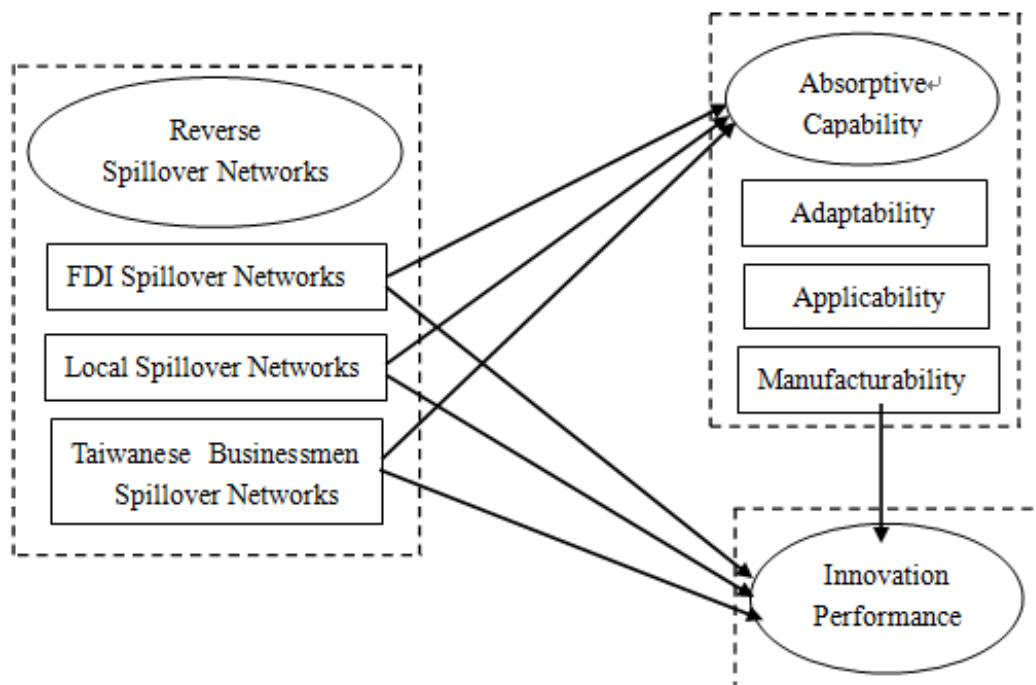 Reverse
Spillover Networks
FDI Spillover Networks
Local Spillover Networks
Taiwanese Businessmen
Spillover Networks
Absorptive↵
Capability
Adaptability
Applicability
Manufacturability
Innovation
Performance